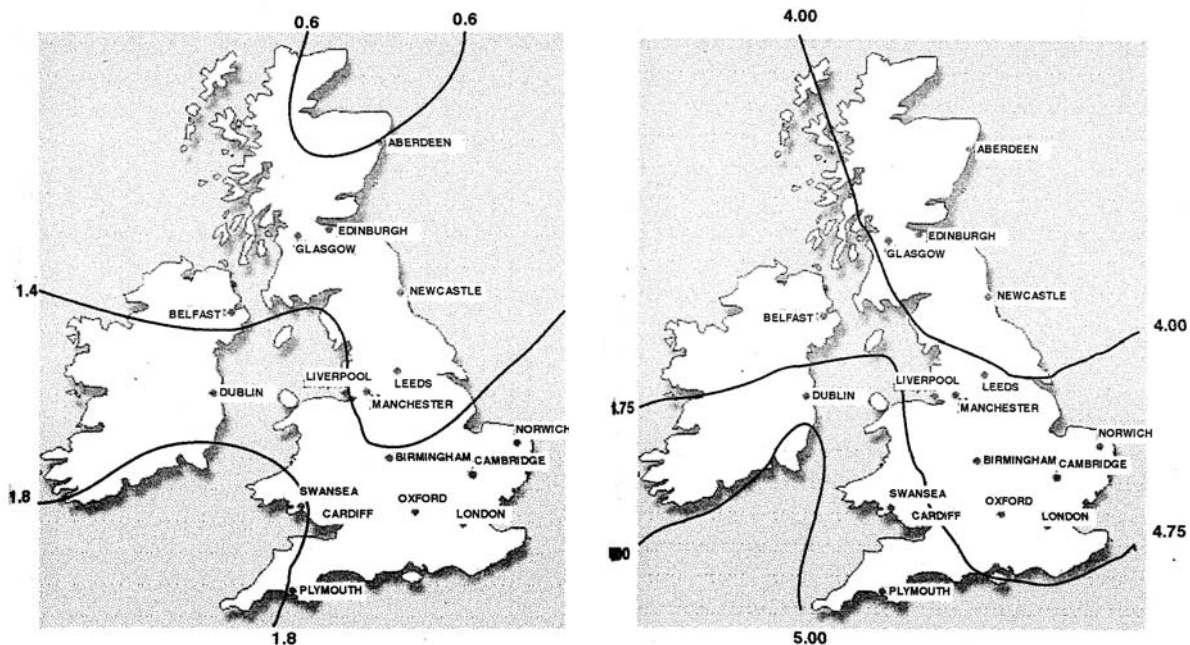 0.6
0.6
ABERDEEN
EDINBURGH
GLASGOW
1.4
NEWCASTLE
BELFAST
LIVERPOOL
LEEDS
DUBLIN
MANCHESTER
NORWICH
BIRMINGHAM
CAMBRIDGE
1.8
SWANSEA
OXFORD
CARDIFF
LONDON
PLYMOUTH
1.8
4.00
ABERDEEN
EDINBURGH
GLASGOW
NEWCASTLE
BELFAST
4.00
LIVERPOOL
LEEDS
DUBLIN
MANCHESTER
.75
NORWICH
BIRMINGHAM
CAMBRIDGE
SWANSEA
OXFORD
CARDIFF
LONDON
4.75
PLYMOUTH
5.00